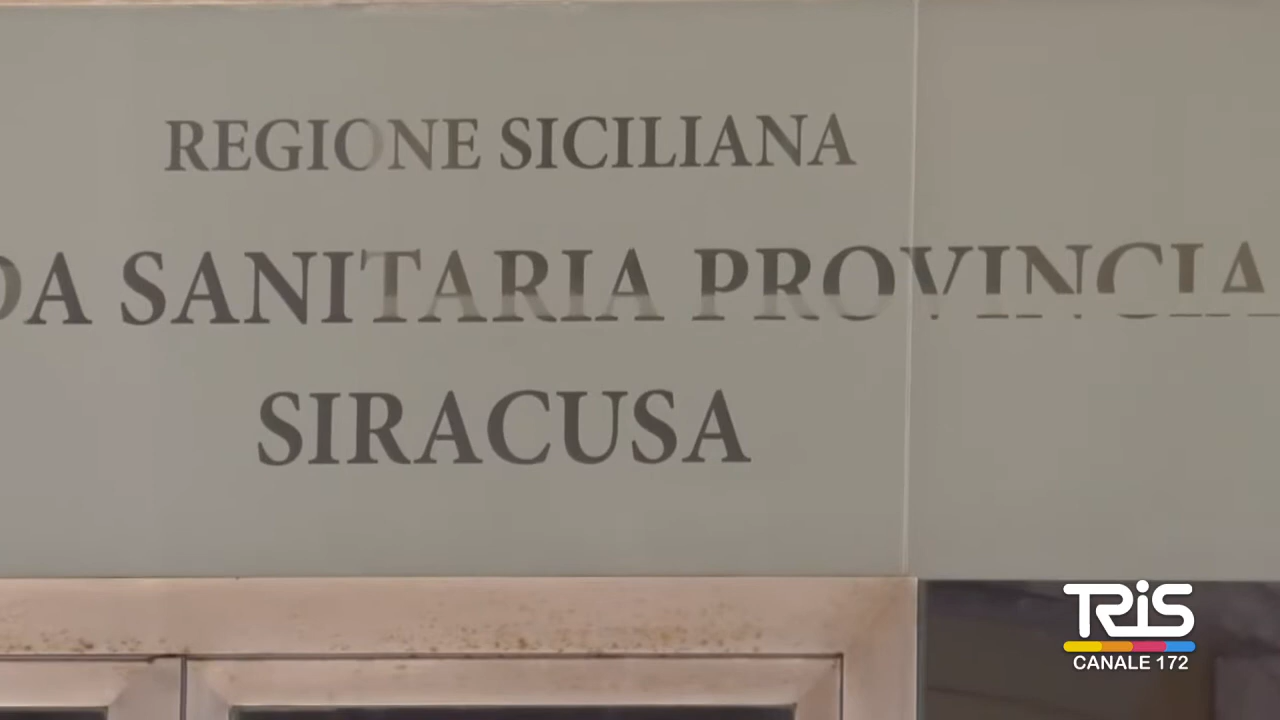 REGIONE SICILIANA
DA SANITARIA PROVINCIA
SIRACUSA
TRiS
CANALE 172